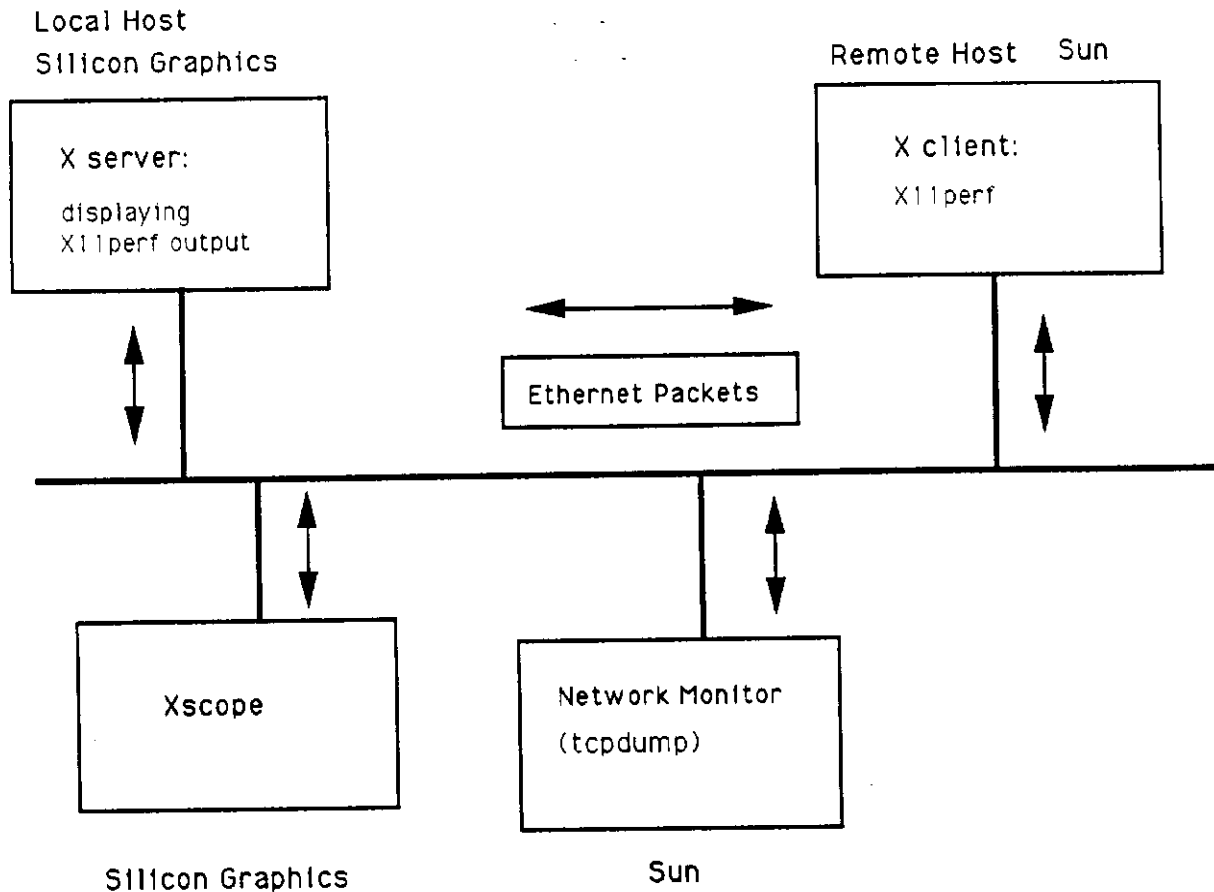 Local Host
Silicon Graphics
Remote Host Sun
X server:
displaying
X11perf output
X client:
X11perf
Ethernet Packets
Xscope
Network Monitor
(tcpdump)
Silicon Graphics
Sun